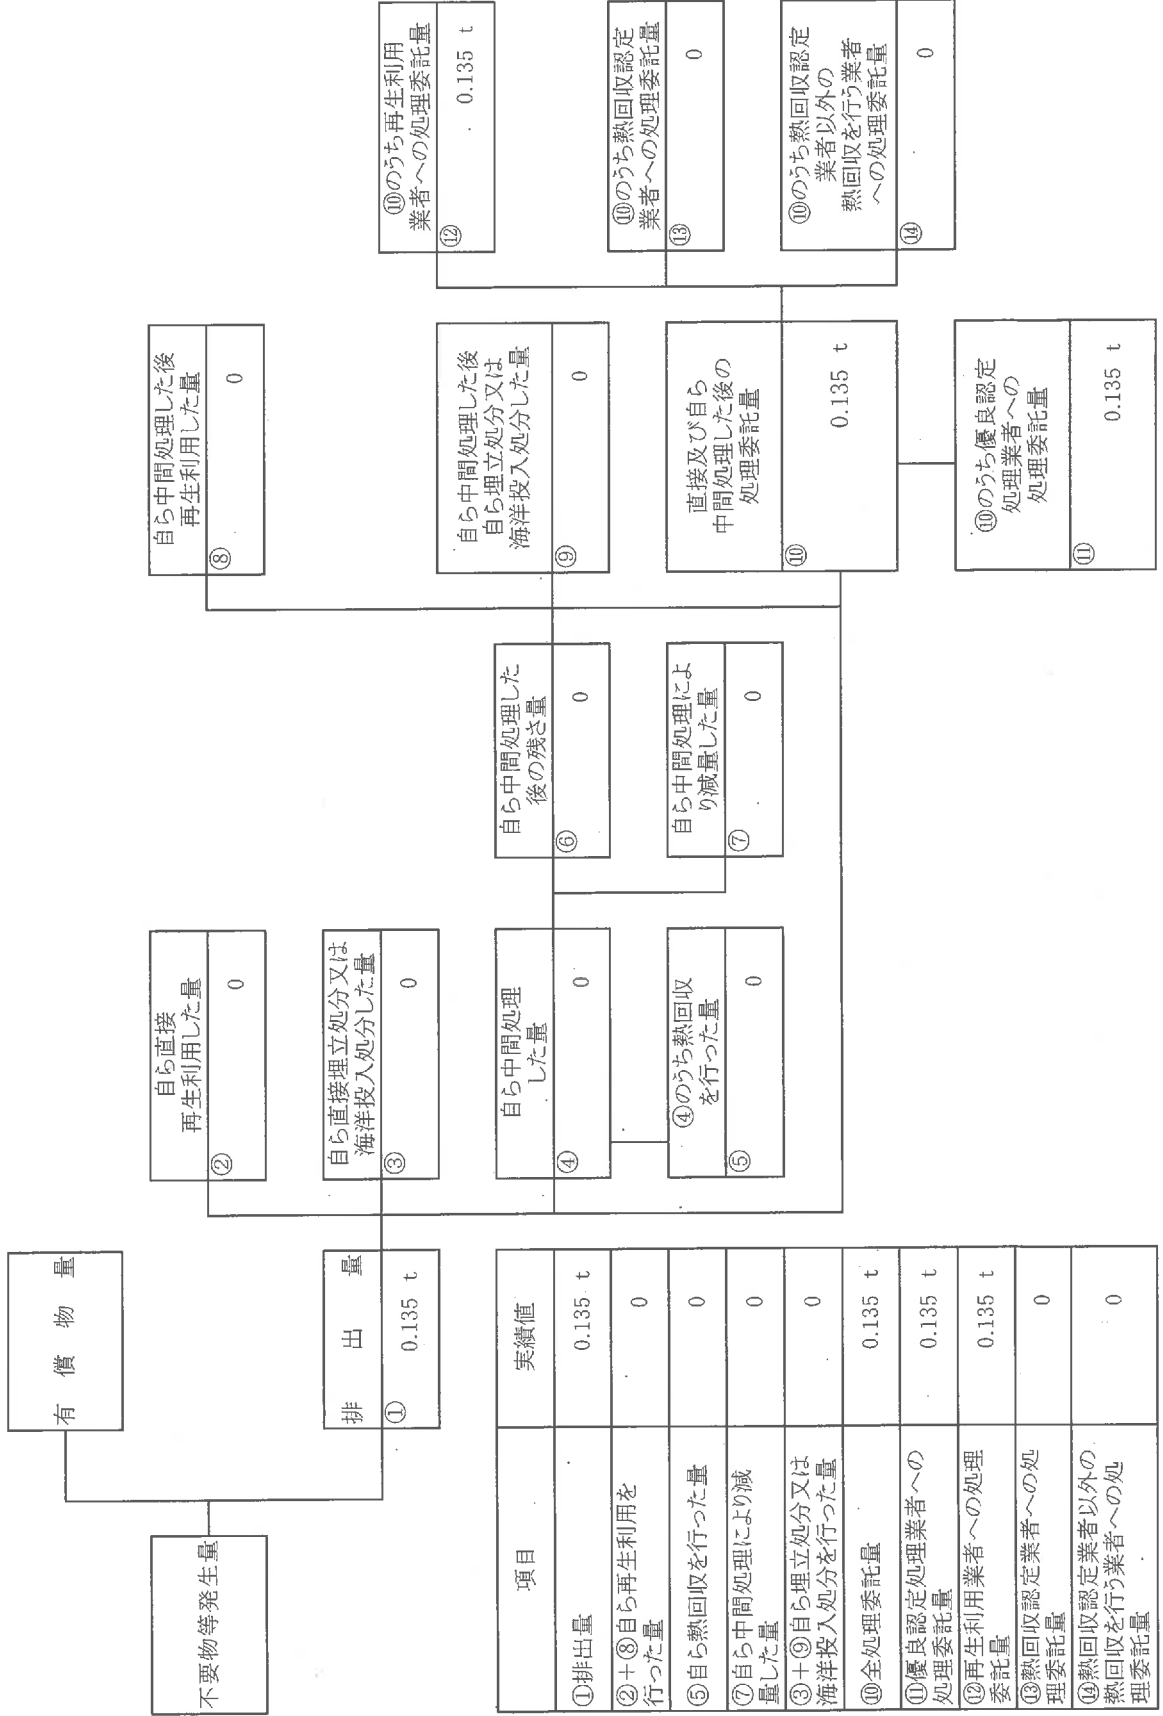 不要物等発生量
有償物量
排出量
① 0.135 t
自ら直接
再生利用した量
② 0
自ら直接埋立処分又は
海洋投入処分した量
③ 0
自ら中間処理
した量
④ 0
④のうち熱回収
を行った量
⑤ 0
自ら中間処理した
後の残さ量
⑥ 0
自ら中間処理によ
り減量した量
⑦ 0
自ら中間処理した後
再生利用した量
⑧ 0
自ら中間処理した後
自ら埋立処分又は
海洋投入処分した量
⑨ 0
直接及び自ら
中間処理した後の
処理委託量
⑩ 0.135 t
⑩のうち優良認定
処理業者への
処理委託量
⑪ 0.135 t
⑩のうち再生利用
業者への処理委託量
⑫ 0.135 t
⑩のうち熱回収認定
業者への処理委託量
⑬ 0
⑩のうち熱回収認定
業者以外の
熱回収を行う業者
への処理委託量
⑭ 0
項目 実績値
①排出量 0.135 t
②+⑧自ら再生利用を
行った量 0
⑤自ら熱回収を行った量 0
⑦自ら中間処理により減
量した量 0
③+⑨自ら埋立処分又は
海洋投入処分を行った量 0
⑩全処理委託量 0.135 t
⑪優良認定処理業者への
処理委託量 0.135 t
⑫再生利用業者への処理
委託量 0.135 t
⑬熱回収認定業者への処
理委託量 0
⑭熱回収認定業者以外の
熱回収を行う業者への処
理委託量 0